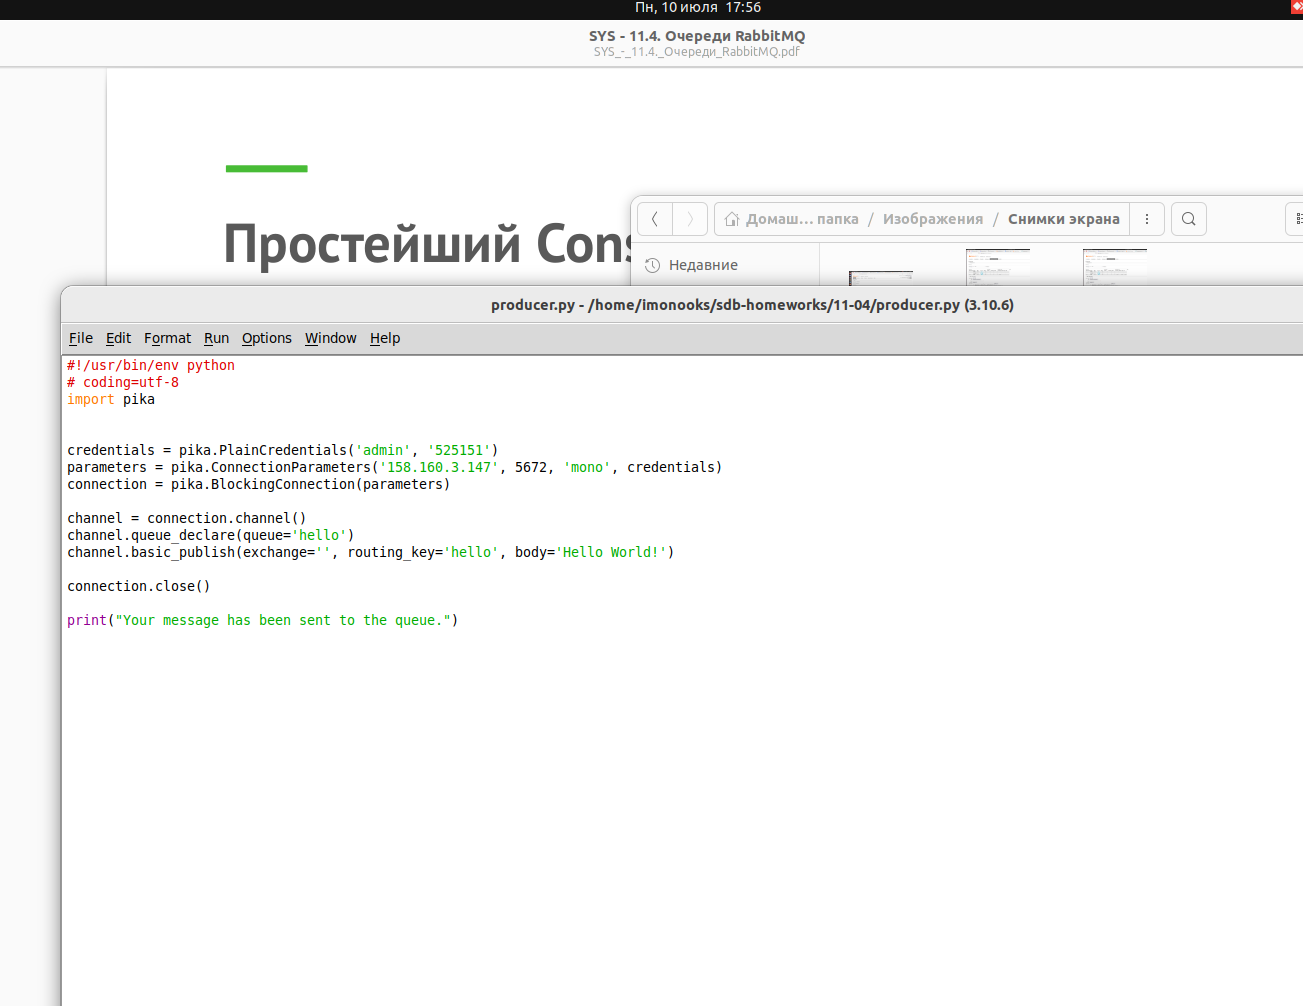 Пн, 10 июля 17:56
SYS - 11.4. Очереди RabbitMQ
SYS_-_11.4._Очереди_RabbitMQ.pdf
Простейший Cons
Домаш... папка / Изображения / Снимки экрана
Недавние
producer.py - /home/imonooks/sdb-homeworks/11-04/producer.py (3.10.6)
File Edit Format Run Options Window Help
#!/usr/bin/env python
# coding=utf-8
import pika
credentials = pika.PlainCredentials('admin', '525151')
parameters = pika.ConnectionParameters('158.160.3.147', 5672, 'mono', credentials)
connection = pika.BlockingConnection(parameters)
channel = connection.channel()
channel.queue_declare(queue='hello')
channel.basic_publish(exchange='', routing_key='hello', body='Hello World!')
connection.close()
print("Your message has been sent to the queue.")